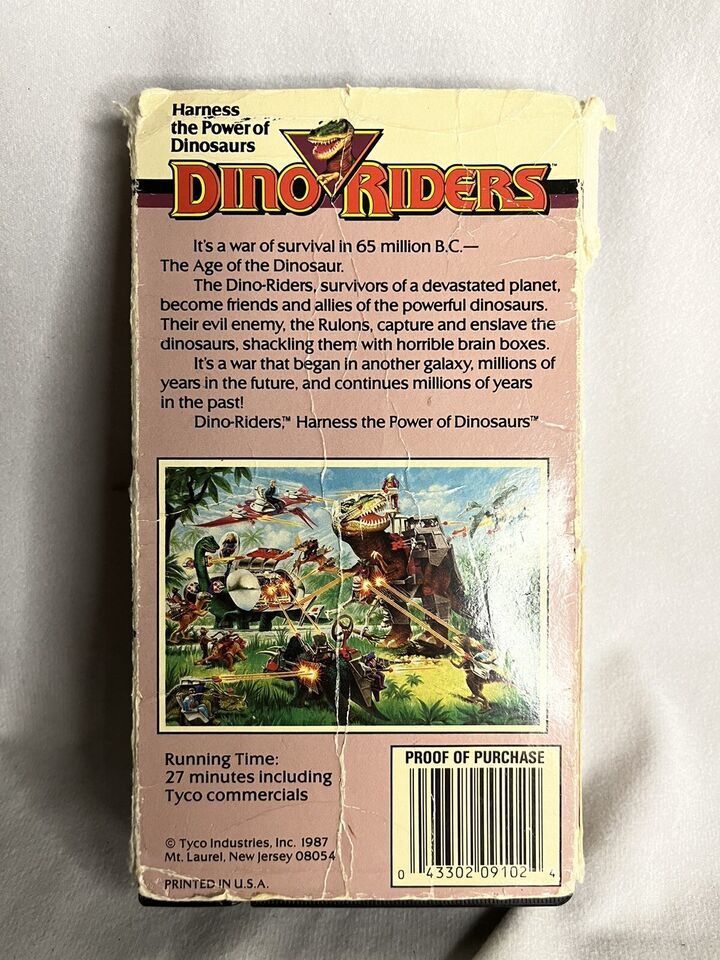 Harness
the Power of
Dinosaurs
DINO RIDERS™
It's a war of survival in 65 million B.C.—
The Age of the Dinosaur.
The Dino-Riders, survivors of a devastated planet,
become friends and allies of the powerful dinosaurs.
Their evil enemy, the Rulons, capture and enslave the
dinosaurs, shackling them with horrible brain boxes.
It's a war that began in another galaxy, millions of
years in the future, and continues millions of years
in the past!
Dino-Riders,™ Harness the Power of Dinosaurs™
Running Time:
27 minutes including
Tyco commercials
© Tyco Industries, Inc. 1987
Mt. Laurel, New Jersey 08054
PRINTED IN U.S.A.
PROOF OF PURCHASE
0 43302 09102 4